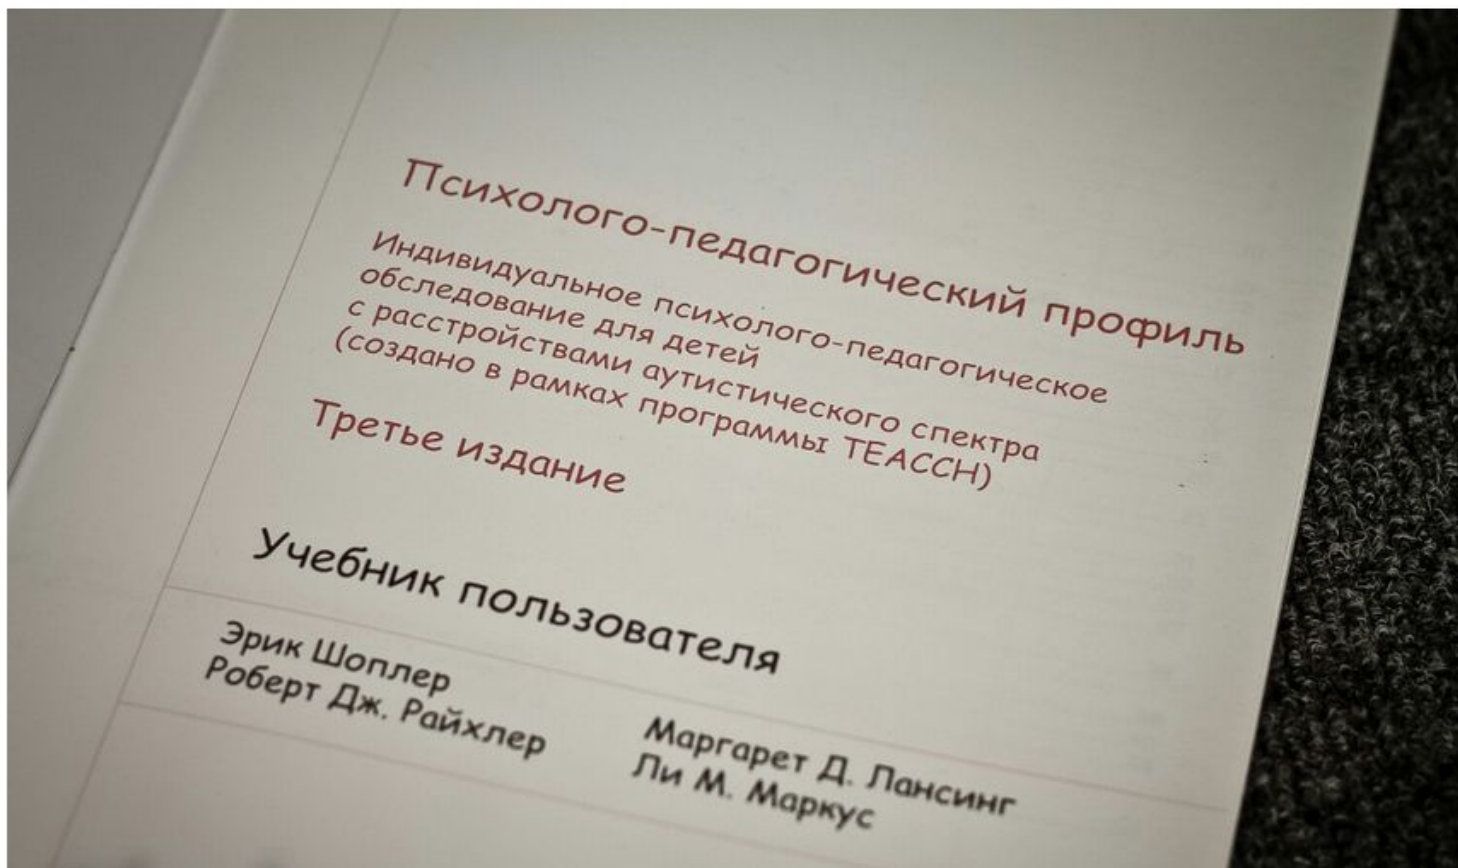 Психолого-педагогический профиль
Индивидуальное психолого-педагогическое
обследование для детей
с расстройствами аутистического спектра
(создано в рамках программы TEACCH)
Третье издание
Учебник пользователя
Эрик Шоплер
Роберт Дж. Райхлер
Маргарет Д. Лансинг
Ли М. Маркус